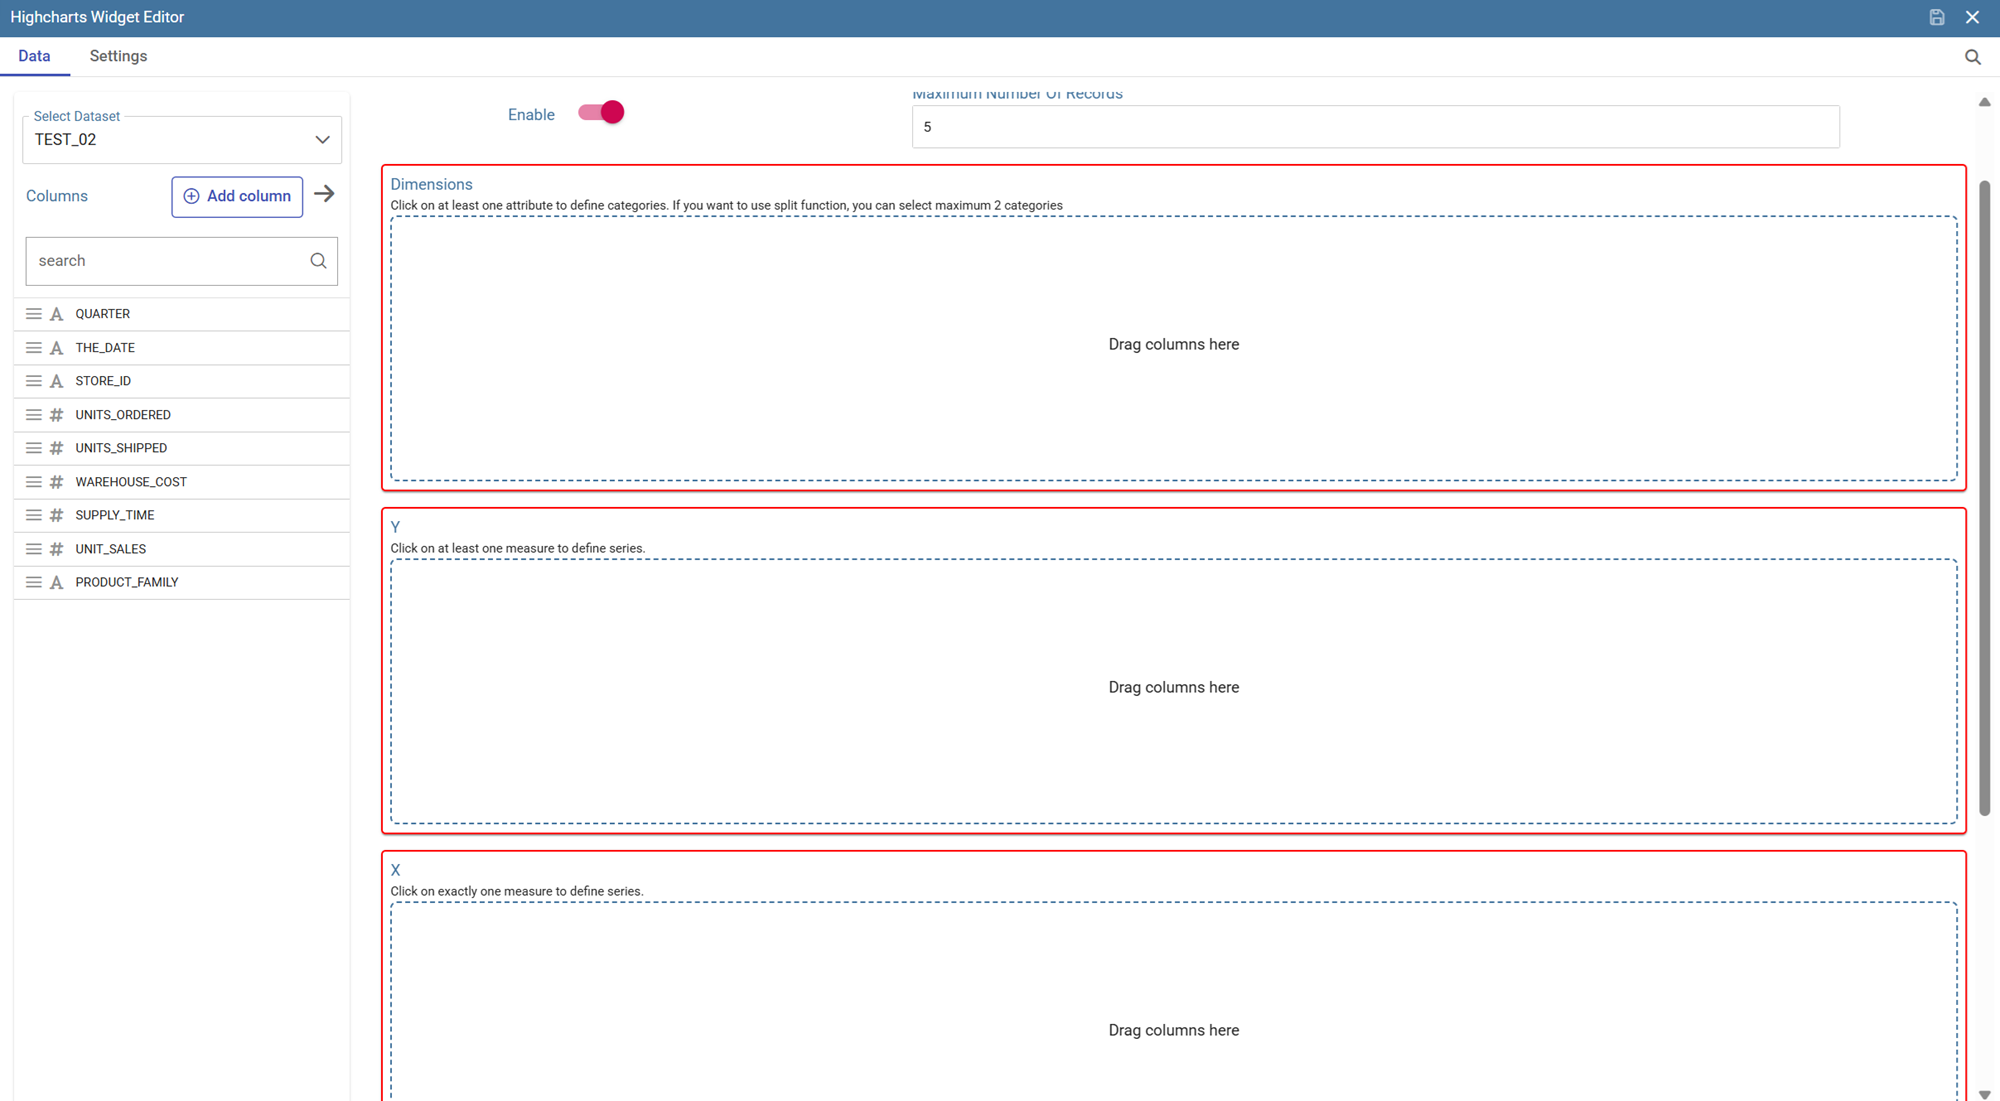 Highcharts Widget Editor
Data
Settings
Select Dataset
TEST_02
Columns
Add column
search
QUARTER
THE_DATE
STORE_ID
UNITS_ORDERED
UNITS_SHIPPED
WAREHOUSE_COST
SUPPLY_TIME
UNIT_SALES
PRODUCT_FAMILY
Enable
Maximum Number Of Records
5
Dimensions
Click on at least one attribute to define categories. If you want to use split function, you can select maximum 2 categories
Drag columns here
Y
Click on at least one measure to define series.
Drag columns here
X
Click on exactly one measure to define series.
Drag columns here